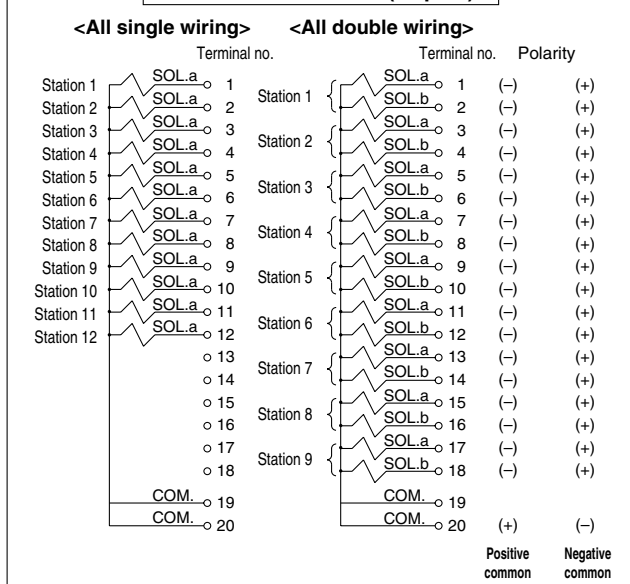 <All single wiring> <All double wiring>
Terminal no. Terminal no. Polarity
Station 1 SOL.a 1 Station 1 SOL.a 1 (–) (+)
Station 2 SOL.a 2 SOL.b 2 (–) (+)
Station 3 SOL.a 3 Station 2 SOL.a 3 (–) (+)
Station 4 SOL.a 4 SOL.b 4 (–) (+)
Station 5 SOL.a 5 Station 3 SOL.a 5 (–) (+)
Station 6 SOL.a 6 SOL.b 6 (–) (+)
Station 7 SOL.a 7 Station 4 SOL.a 7 (–) (+)
Station 8 SOL.a 8 SOL.b 8 (–) (+)
Station 9 SOL.a 9 Station 5 SOL.a 9 (–) (+)
Station 10 SOL.a 10 SOL.b 10 (–) (+)
Station 11 SOL.a 11 Station 6 SOL.a 11 (–) (+)
Station 12 SOL.a 12 SOL.b 12 (–) (+)
13 Station 7 SOL.a 13 (–) (+)
14 SOL.b 14 (–) (+)
15 Station 8 SOL.a 15 (–) (+)
16 SOL.b 16 (–) (+)
17 Station 9 SOL.a 17 (–) (+)
18 SOL.b 18 (–) (+)
COM. 19 COM. 19
COM. 20 COM. 20 (+) (–)
Positive Negative
common common